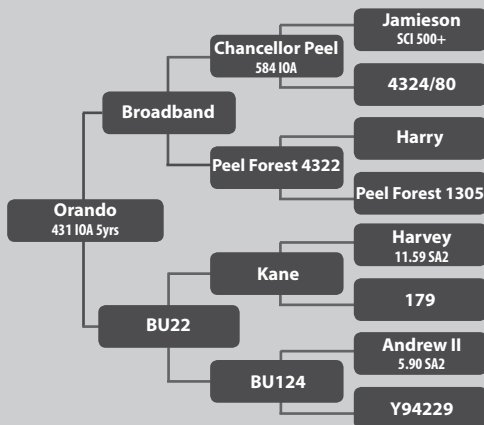 Jamieson
SCI 500+
Chancellor Peel
584 IOA
4324/80
Broadband
Harry
Peel Forest 4322
Peel Forest 1305
Orando
431 IOA 5yrs
Harvey
11.59 SA2
Kane
179
BU22
Andrew II
5.90 SA2
BU124
Y94229